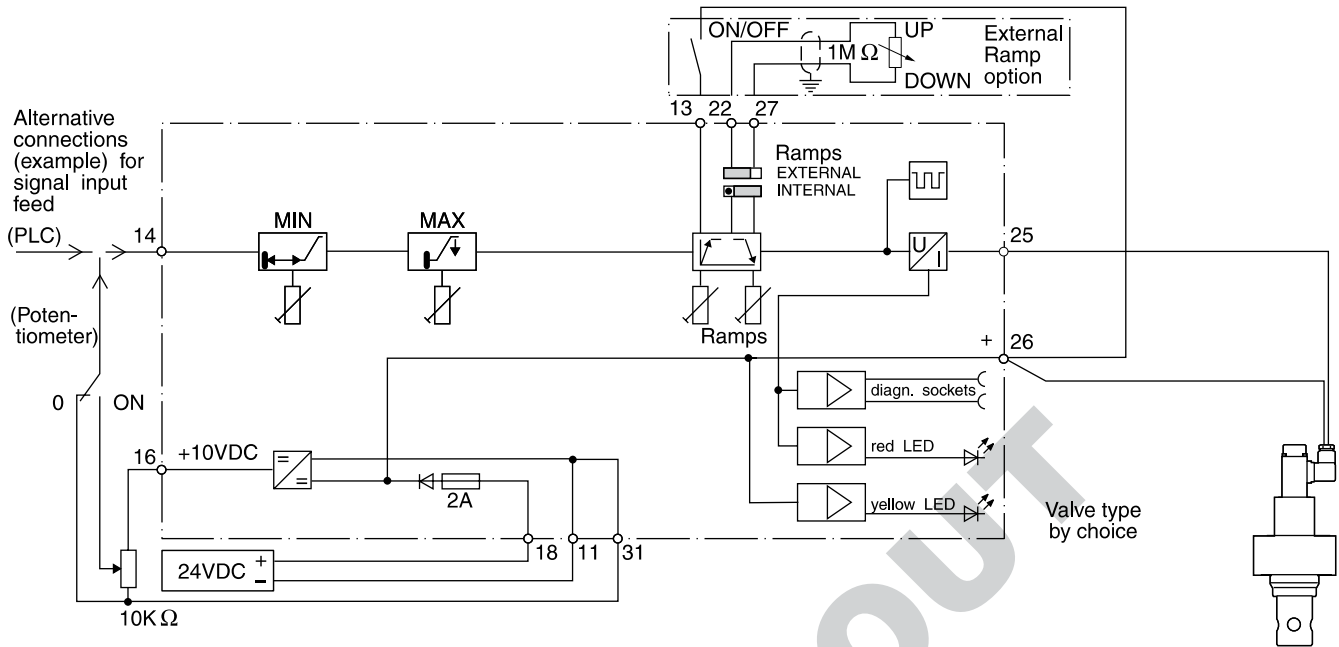 ON/OFF
UP
1M Ω
DOWN
External
Ramp
option
13 22 27
Alternative
connections
(example) for
signal input
feed
(PLC)
14
MIN
MAX
Ramps
EXTERNAL
INTERNAL
U
I
25
Ramps
(Poten-
tiometer)
+ 26
0 ON
diagn. sockets
red LED
yellow LED
16 +10VDC
=
=
2A
Valve type
by choice
18 11 31
24VDC + –
10KΩ
OUT